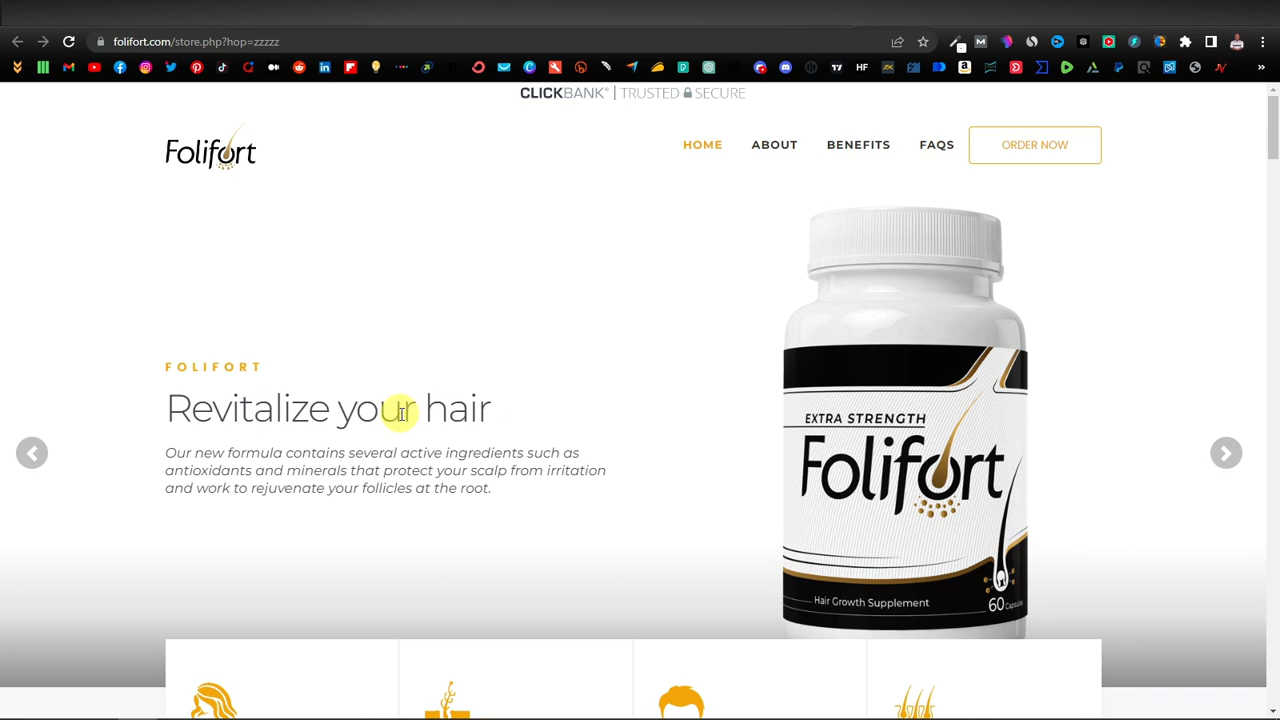 folifort.com/store.php?hop=zzzzz
CLICKBANK® | TRUSTED SECURE
Folifort
HOME
ABOUT
BENEFITS
FAQS
ORDER NOW
FOLIFORT
Revitalize your hair
Our new formula contains several active ingredients such as
antioxidants and minerals that protect your scalp from irritation
and work to rejuvenate your follicles at the root.
EXTRA STRENGTH
Folifort
Hair Growth Supplement
60 Capsules